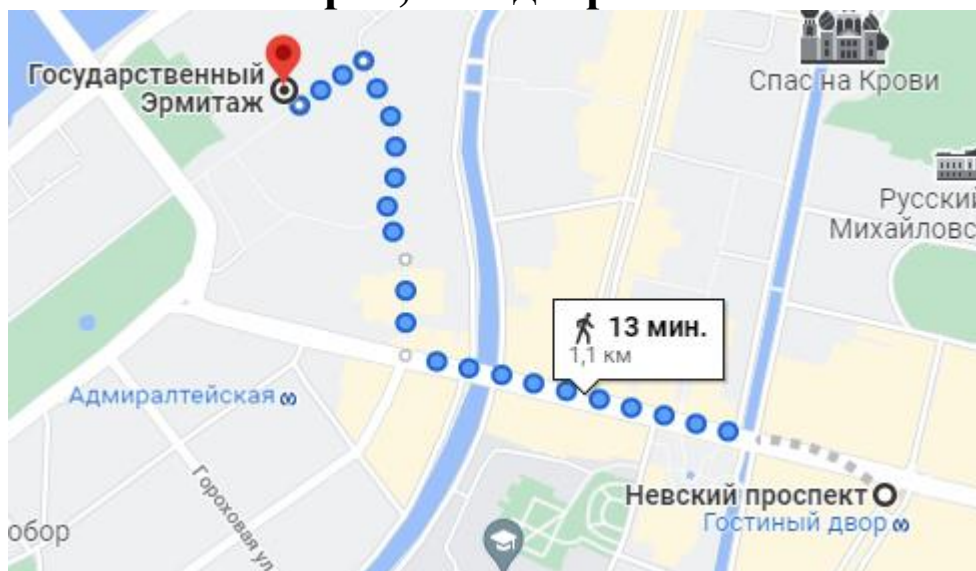 Государственный
Эрмитаж
Спас на Крови
Русский
Михайловс
13 мин.
1,1 км
Адмиралтейская
Гороховая ул
Невский проспект
Гостиный двор
обор